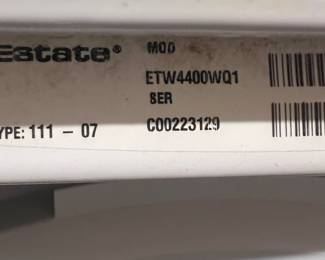 Estate® MOD
ETW4400WQ1
SER
YPE: 111 - 07 C00223129